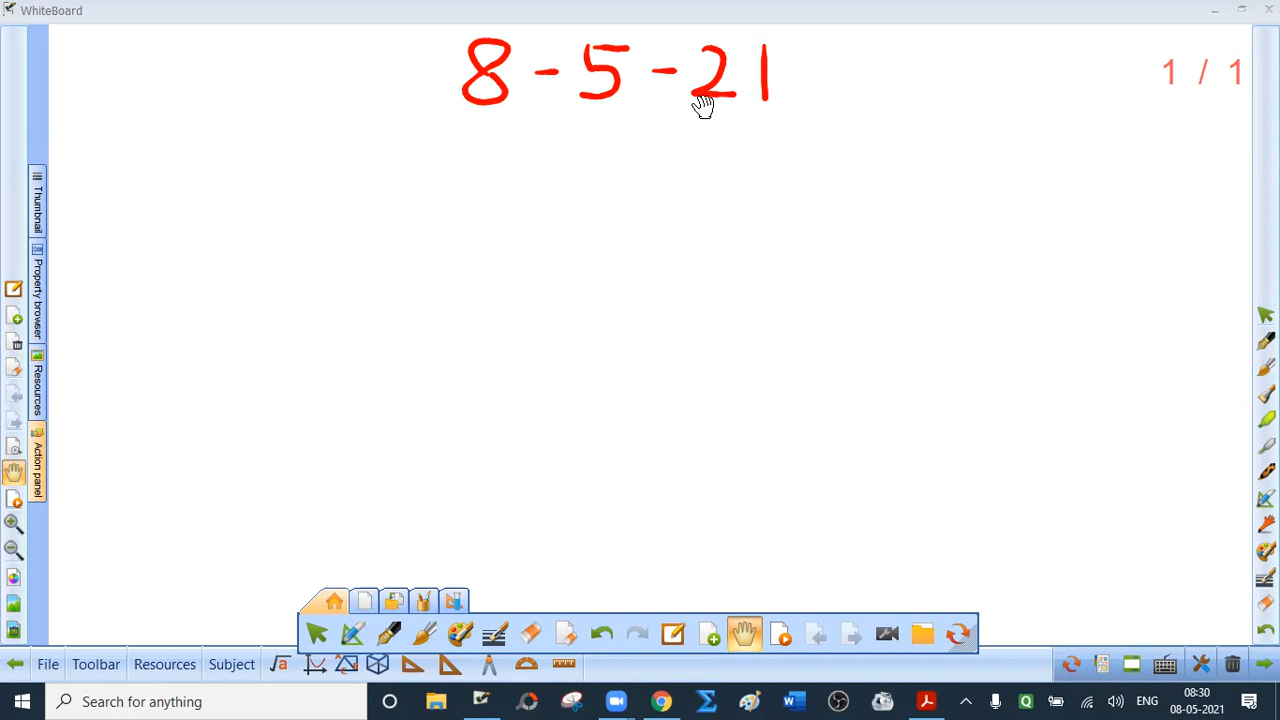 WhiteBoard
8 - 5 - 21
1 / 1
Thumbnail
Property browser
Resources
Action panel
File
Toolbar
Resources
Subject
Search for anything
ENG
08:30
08-05-2021